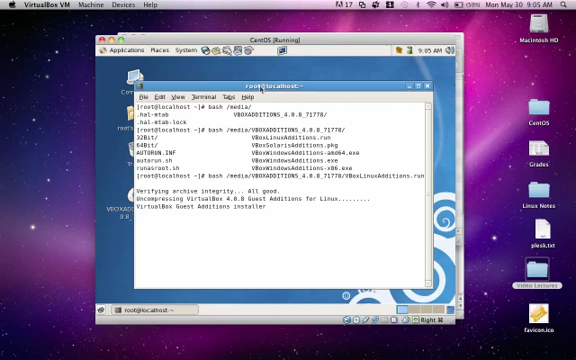 VirtualBox VM Machine Devices Help
17
(50%) Mon May 30 9:05 AM
CentOS [Running]
Applications Places System
9:05 AM
root@localhost:~
File Edit View Terminal Tabs Help
[root@localhost ~]# bash /media/
.hal-mtab VBOXADDITIONS_4.0.8_71778/
.hal-mtab-lock
[root@localhost ~]# bash /media/VBOXADDITIONS_4.0.8_71778/
32Bit/ VBoxLinuxAdditions.run
64Bit/ VBoxSolarisAdditions.pkg
AUTORUN.INF VBoxWindowsAdditions-amd64.exe
autorun.sh VBoxWindowsAdditions.exe
runasroot.sh VBoxWindowsAdditions-x86.exe
[root@localhost ~]# bash /media/VBOXADDITIONS_4.0.8_71778/VBoxLinuxAdditions.run
Verifying archive integrity... All good.
Uncompressing VirtualBox 4.0.8 Guest Additions for Linux.........
VirtualBox Guest Additions installer
root@localhost:~
Right ⌘
Macintosh HD
CentOS
Grades
Linux Notes
plesk.txt
Video Lectures
favicon.ico